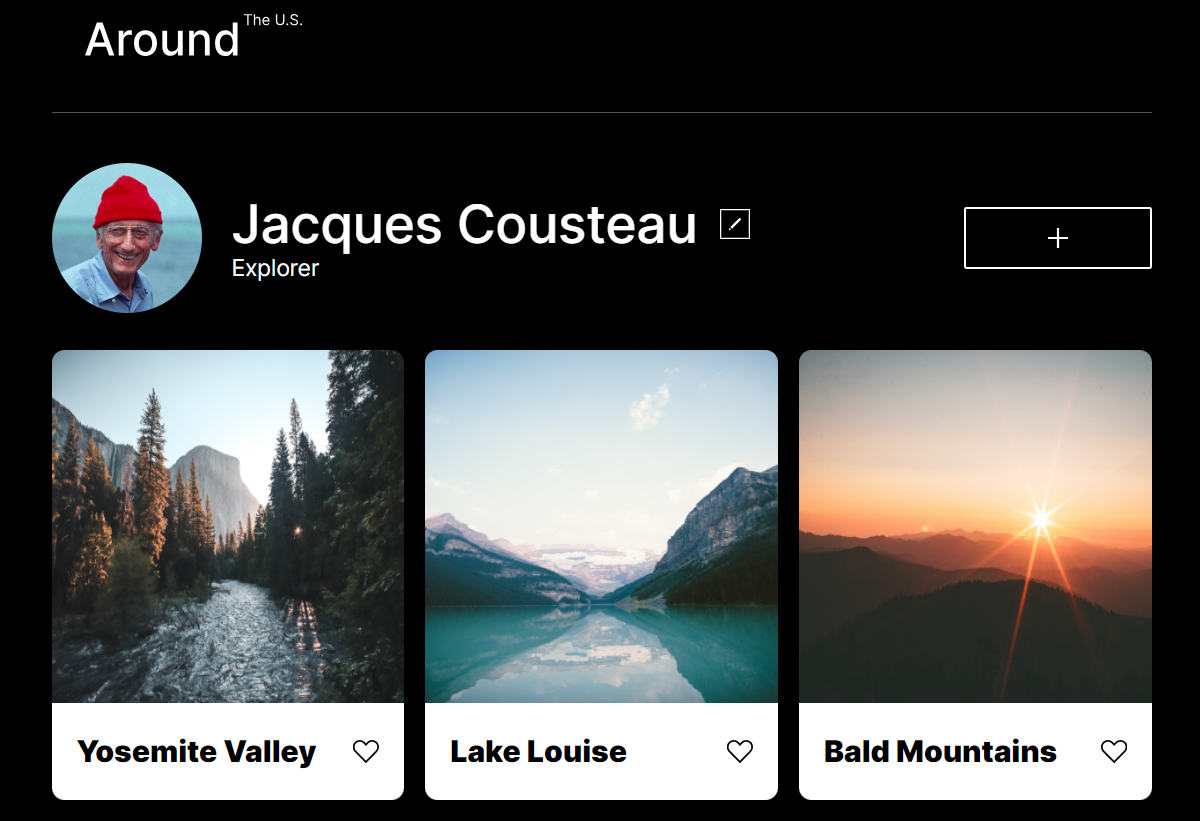 Around The U.S.
Jacques Cousteau
Explorer
Yosemite Valley
Lake Louise
Bald Mountains